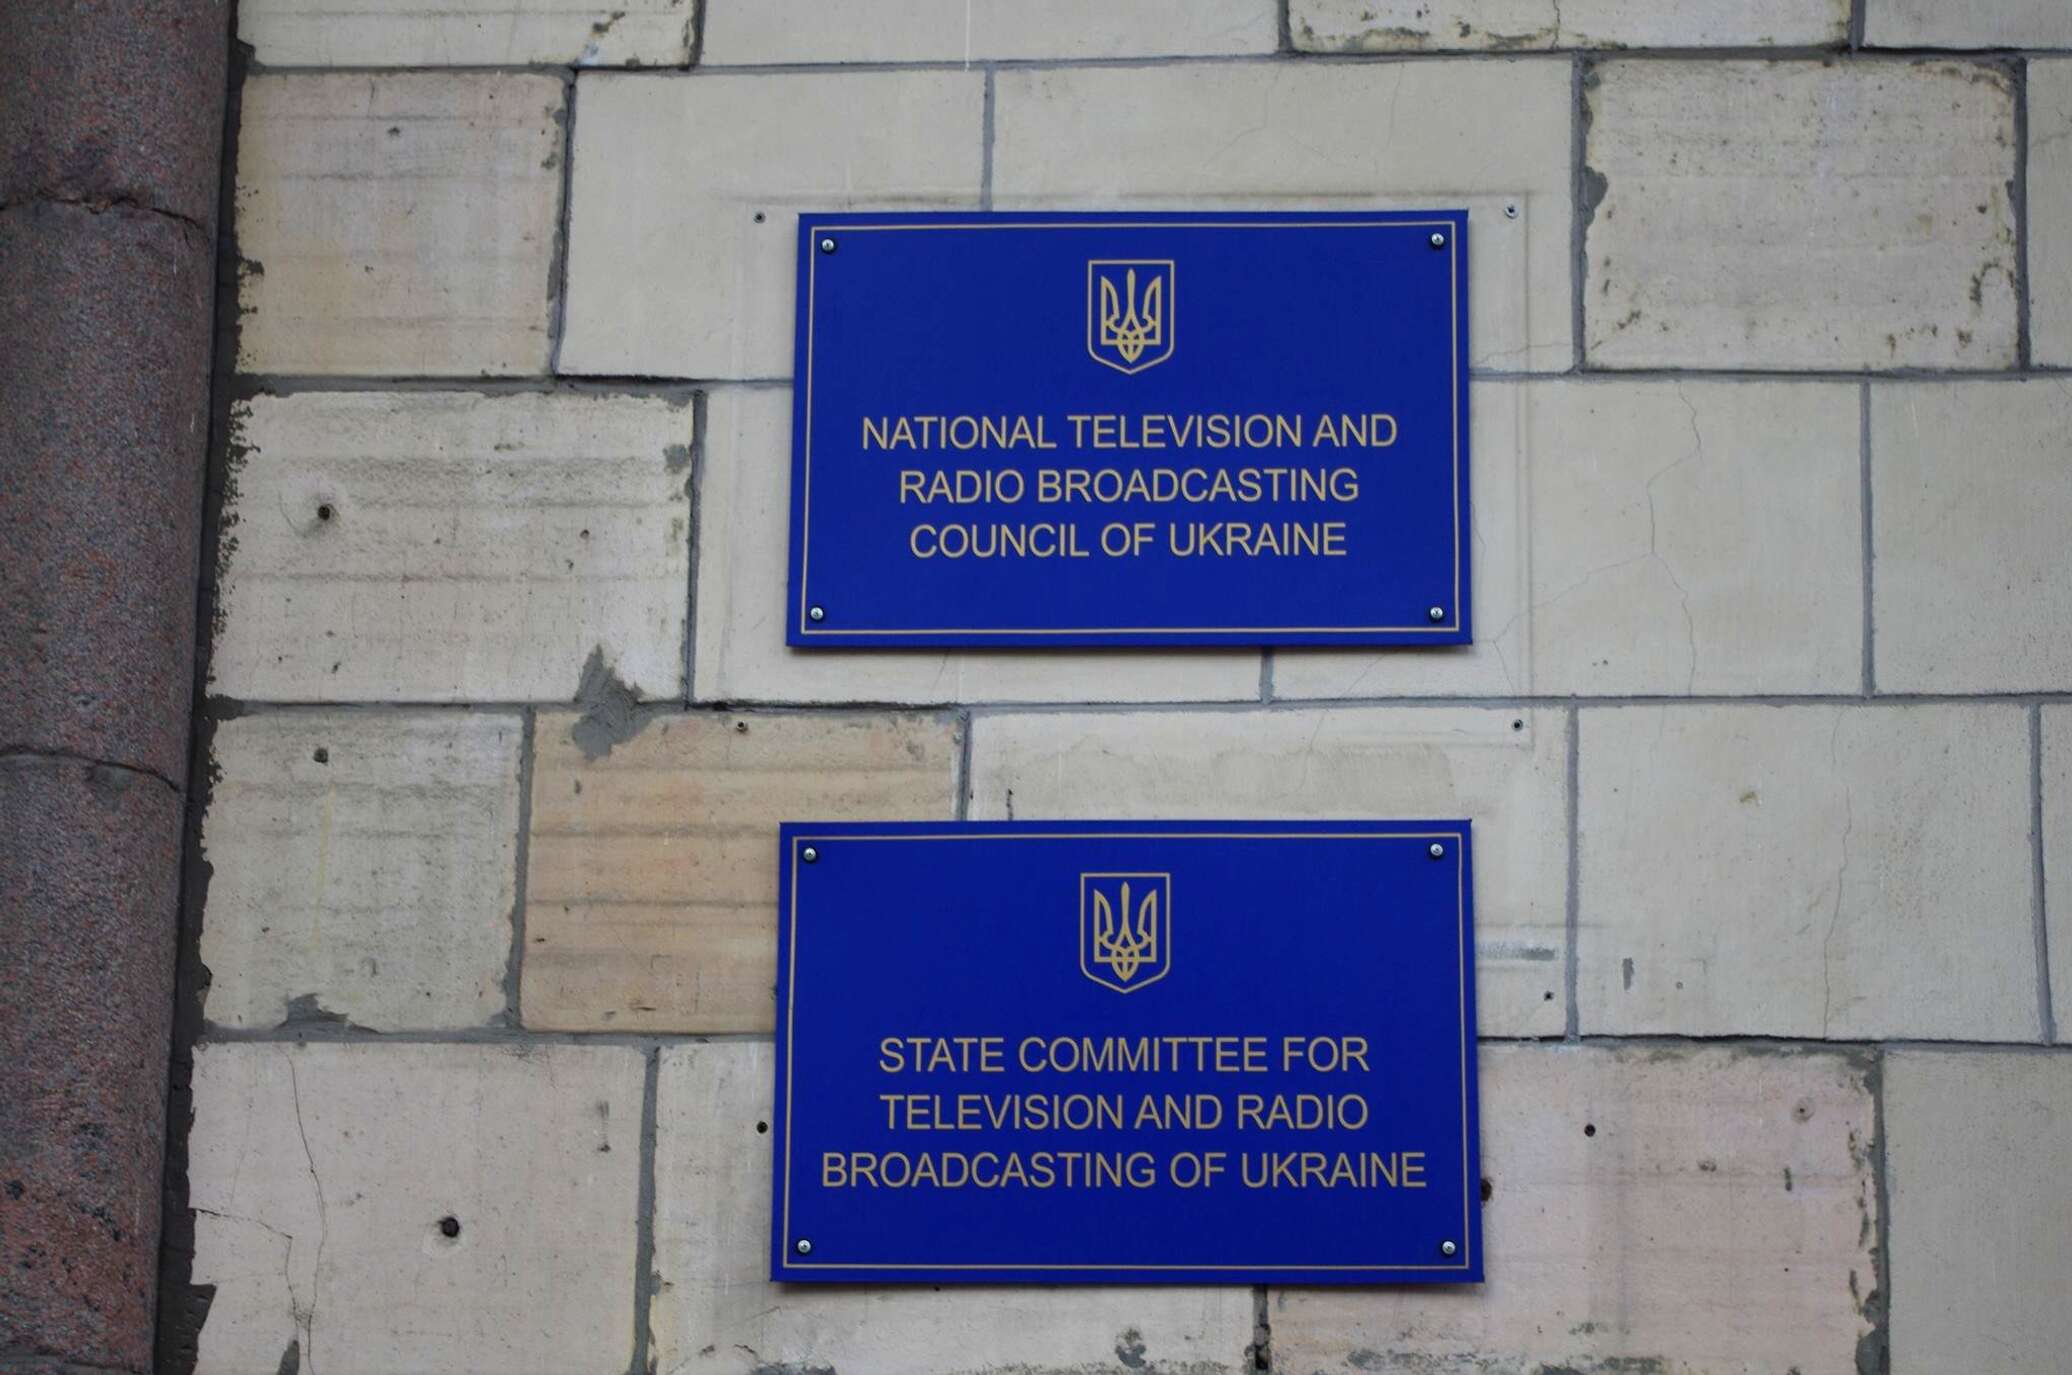 NATIONAL TELEVISION AND
RADIO BROADCASTING
COUNCIL OF UKRAINE
STATE COMMITTEE FOR
TELEVISION AND RADIO
BROADCASTING OF UKRAINE